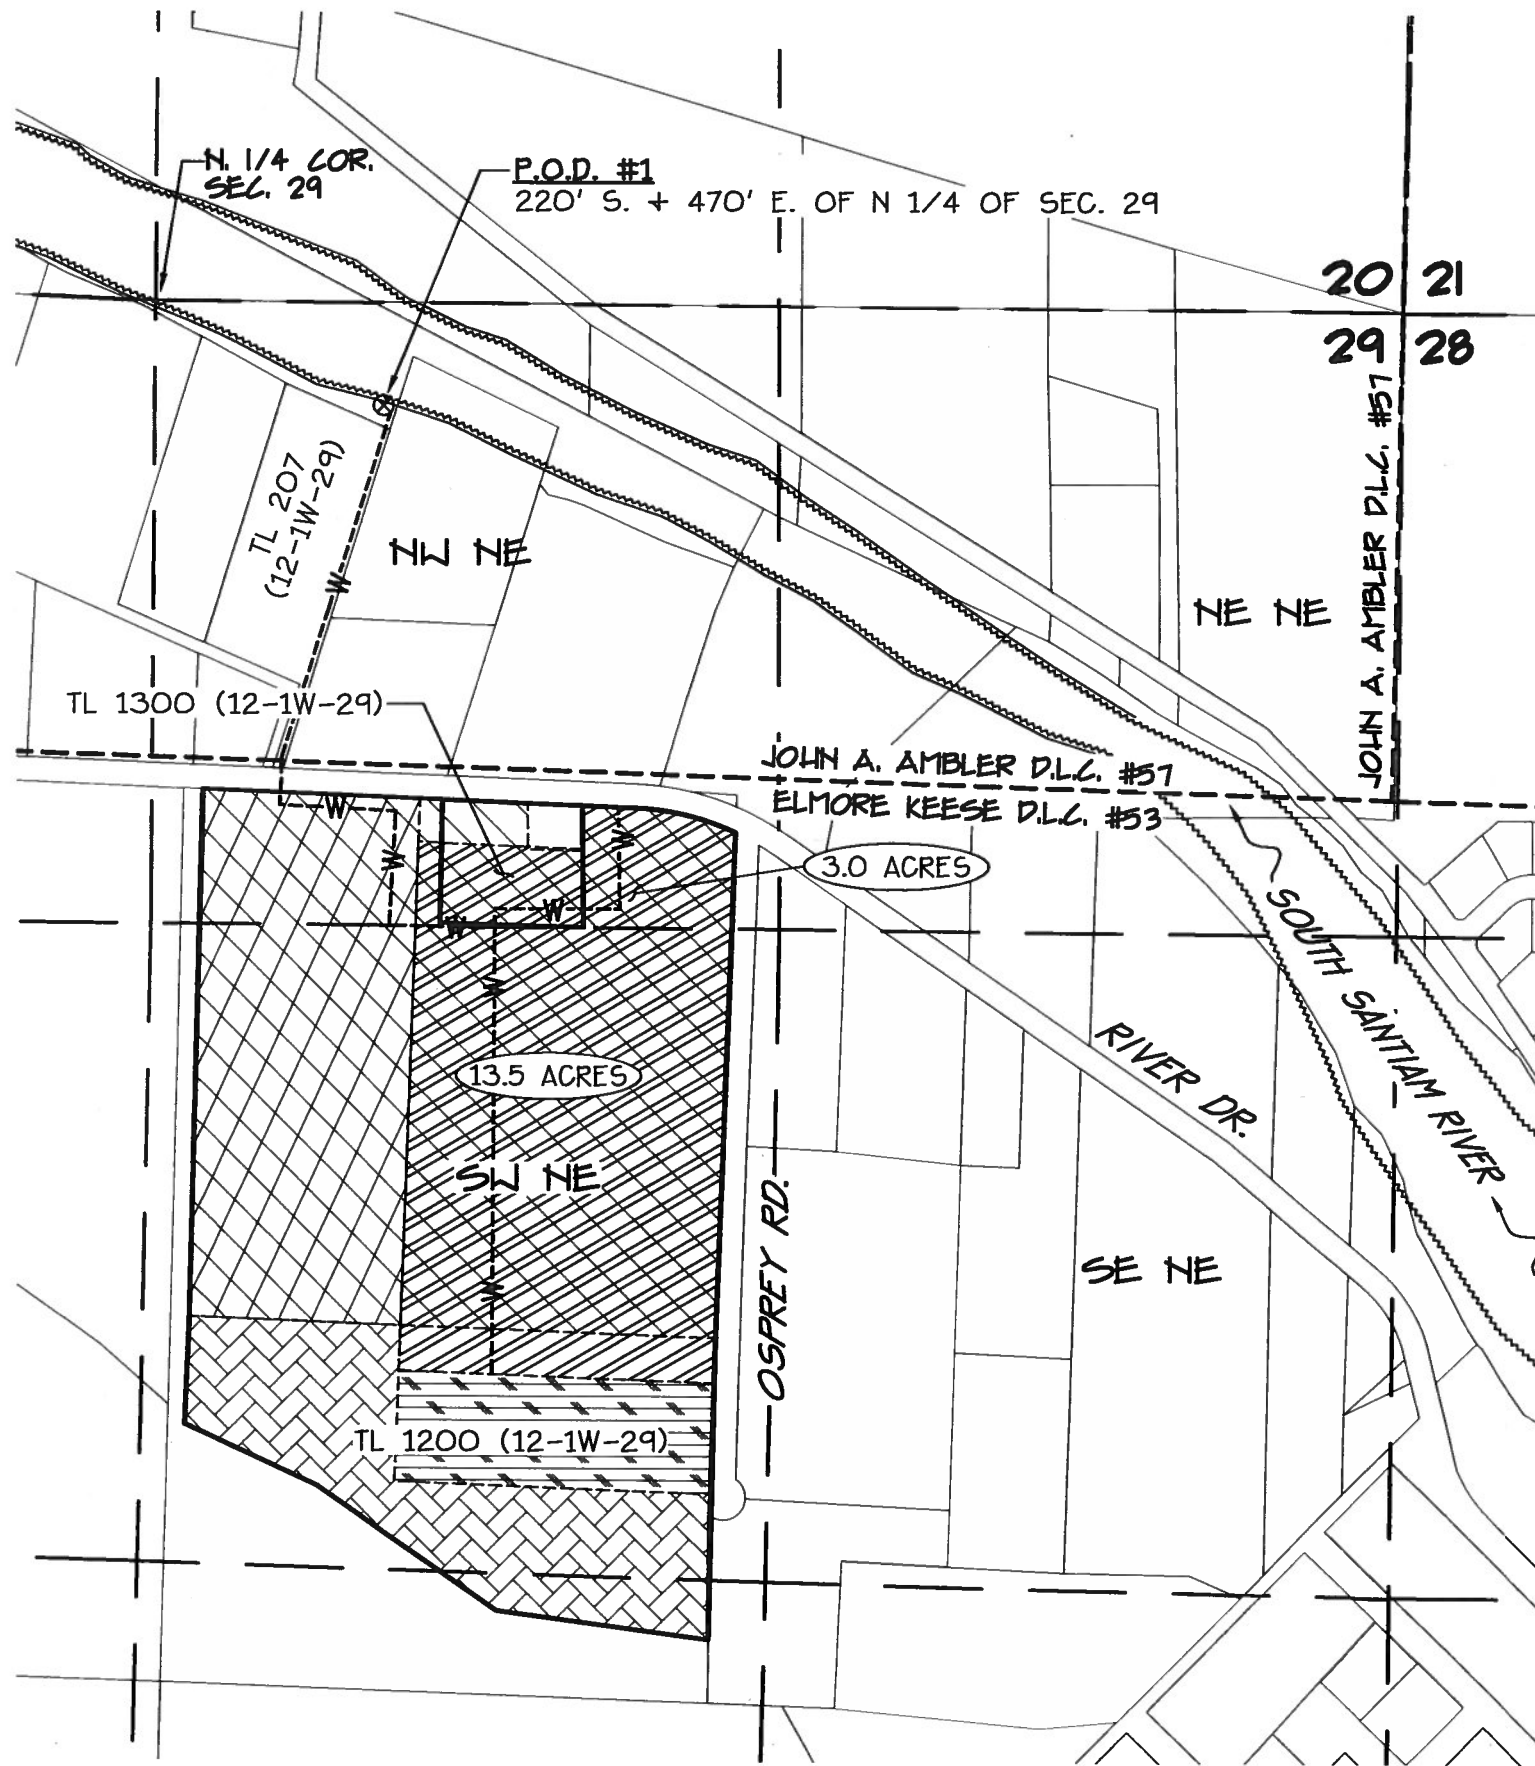 N. 1/4 COR.
SEC. 29
P.O.D. #1
220' S. + 470' E. OF N 1/4 OF SEC. 29
20 21
29 28
JOHN A. AMBLER D.L.C. #57
TL 207
(12-1W-29)
W
NW NE
NE NE
TL 1300 (12-1W-29)
JOHN A. AMBLER D.L.C. #57
ELMORE KEESE D.L.C. #53
W
W
W
3.0 ACRES
W
W
SOUTH SANTIAM RIVER
W
RIVER DR.
13.5 ACRES
SW NE
OSPREY RD.
SE NE
W
TL 1200 (12-1W-29)